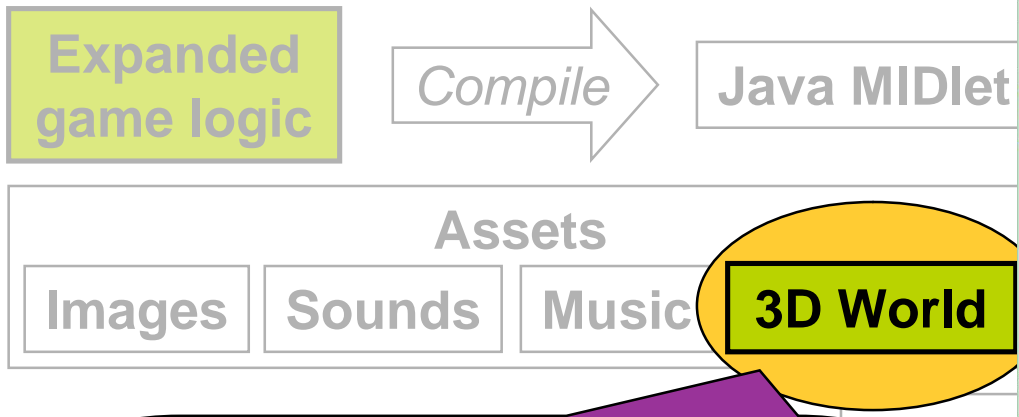 Expanded
game logic
Compile
Java MIDlet
Assets
Images
Sounds
Music
3D World